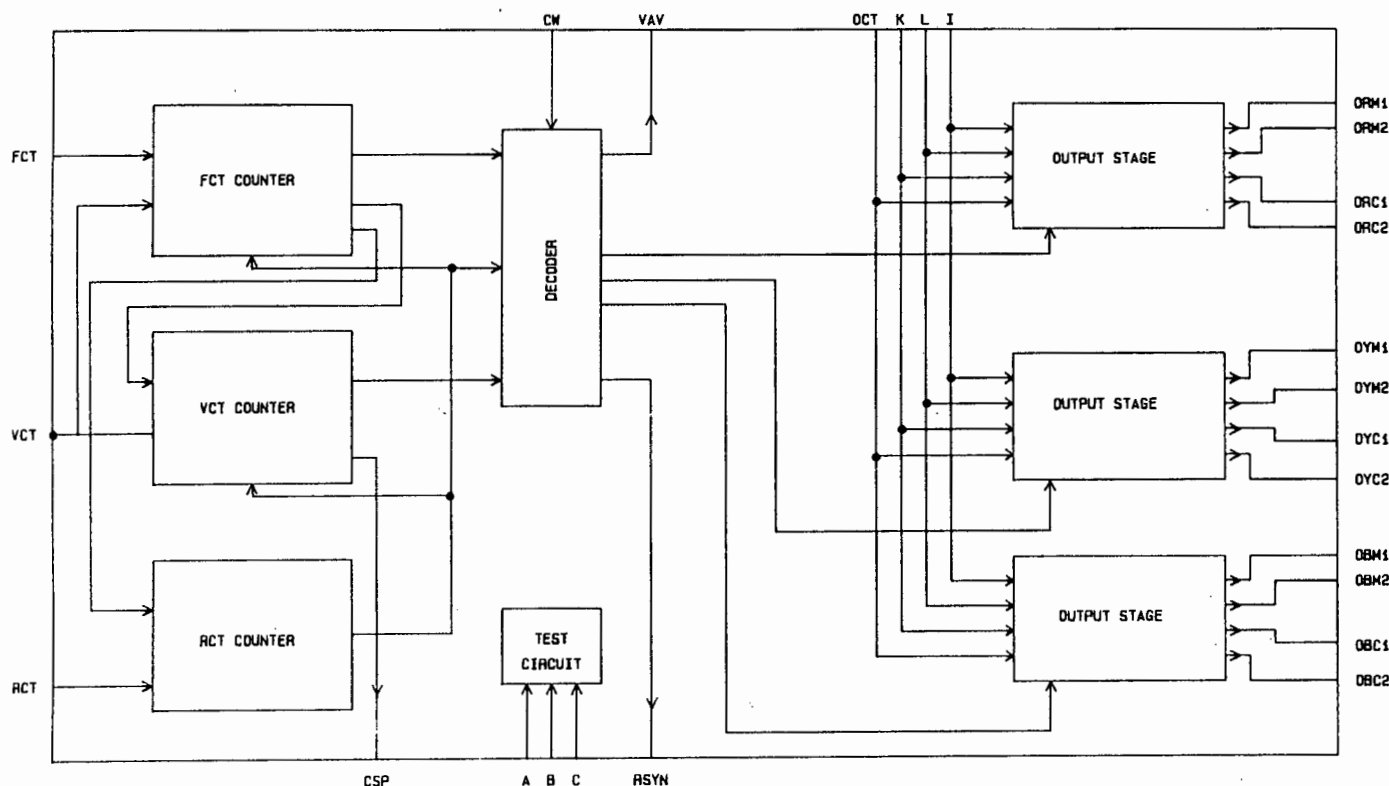 CW VAV OCT K L I
ORM1
FCT COUNTER
OUTPUT STAGE
ORM2
FCT
ORC1
ORC2
DECODER
OYM1
VCT COUNTER
OUTPUT STAGE
OYM2
VCT
OYC1
OYC2
OBM1
OBM2
RCT COUNTER
TEST
CIRCUIT
OUTPUT STAGE
OBC1
OBC2
RCT
CSP A B C RSYN